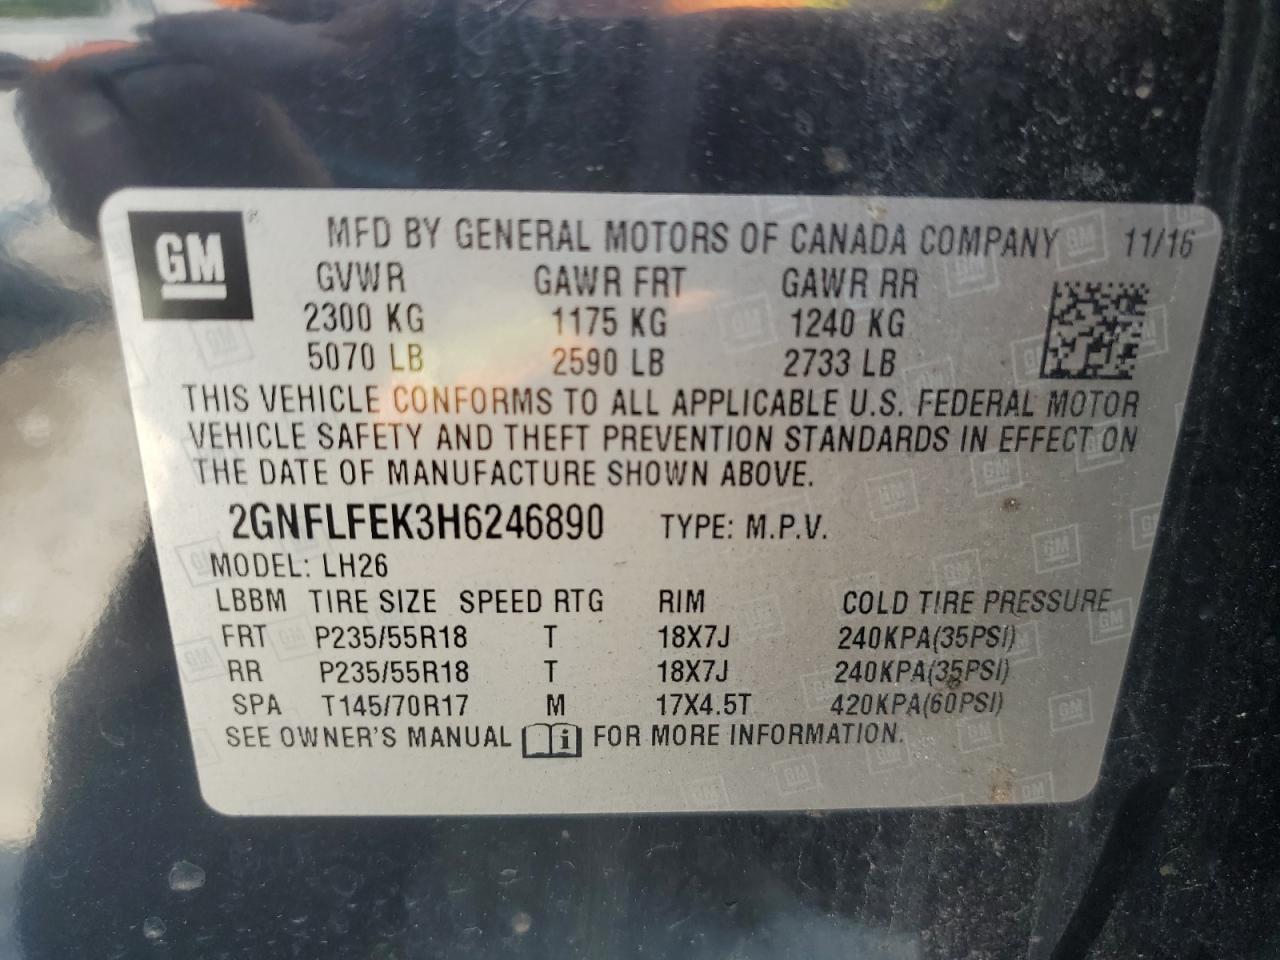 GM®
MFD BY GENERAL MOTORS OF CANADA COMPANY 11/16
GVWR GAWR FRT GAWR RR
2300 KG 1175 KG 1240 KG
5070 LB 2590 LB 2733 LB
THIS VEHICLE CONFORMS TO ALL APPLICABLE U.S. FEDERAL MOTOR
VEHICLE SAFETY AND THEFT PREVENTION STANDARDS IN EFFECT ON
THE DATE OF MANUFACTURE SHOWN ABOVE.
2GNFLFEK3H6246890 TYPE: M.P.V.
MODEL: LH26
LBBM TIRE SIZE SPEED RTG RIM COLD TIRE PRESSURE
FRT P235/55R18 T 18X7J 240KPA(35PSI)
RR P235/55R18 T 18X7J 240KPA(35PSI)
SPA T145/70R17 M 17X4.5T 420KPA(60PSI)
SEE OWNER'S MANUAL i FOR MORE INFORMATION.